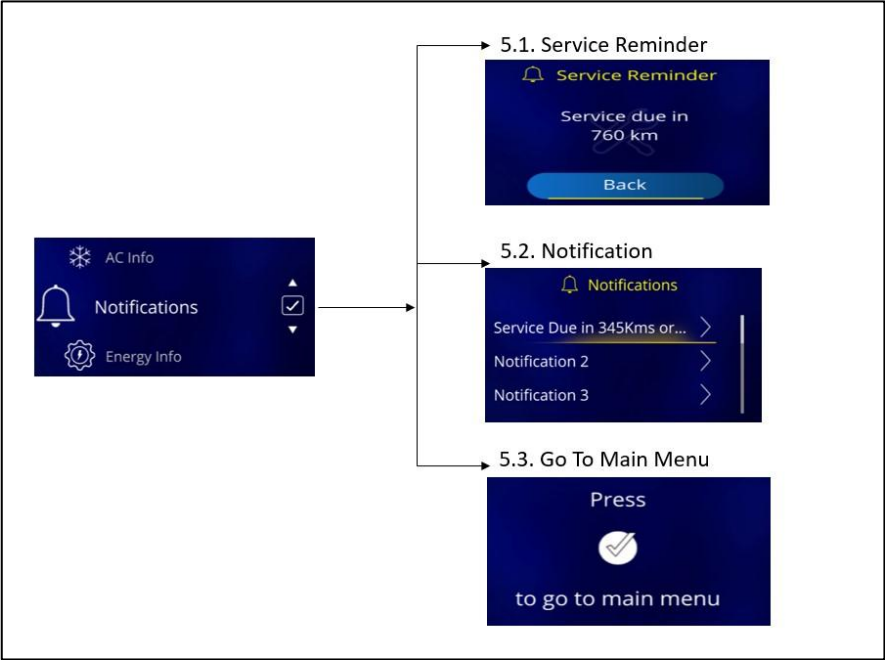 5.1. Service Reminder
Service Reminder
Service due in
760 km
Back
AC Info
Notifications
Energy Info
5.2. Notification
Notifications
Service Due in 345Kms or...
Notification 2
Notification 3
5.3. Go To Main Menu
Press
to go to main menu